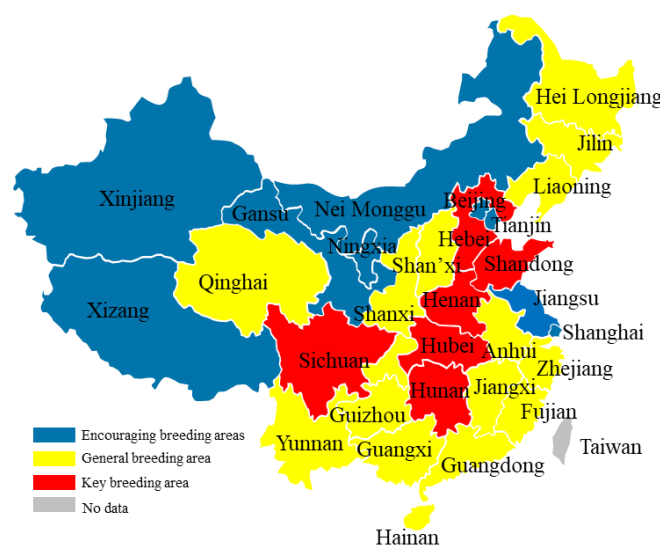 Hei Longjiang
Jilin
Liaoning
Xinjiang
Gansu
Nei Monggu
Beijing
Tianjin
Ningxia
Hebei
Shan'xi
Shandong
Qinghai
Xizang
Shanxi
Henan
Jiangsu
Shanghai
Sichuan
Hubei
Anhui
Zhejiang
Hunan
Jiangxi
Guizhou
Fujian
Yunnan
Guangxi
Guangdong
Taiwan
Hainan
Encouraging breeding areas
General breeding area
Key breeding area
No data